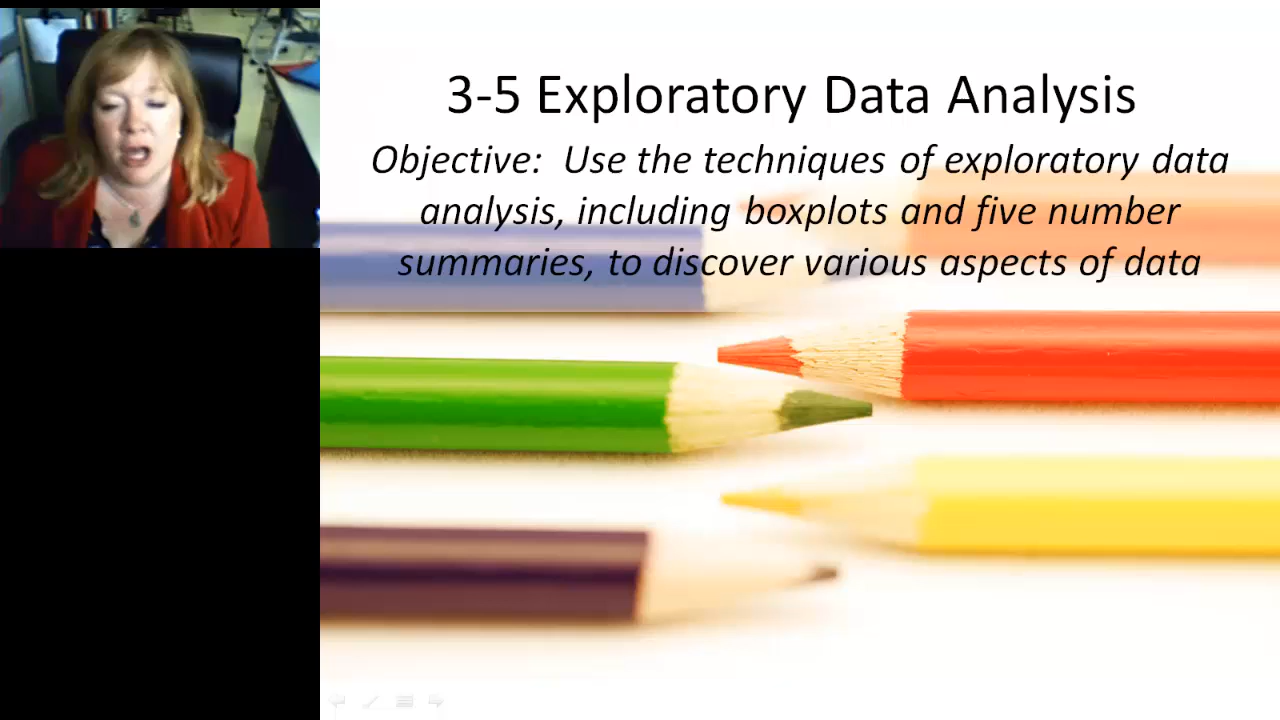 3-5 Exploratory Data Analysis
Objective:  Use the techniques of exploratory data
analysis, including boxplots and five number
summaries, to discover various aspects of data